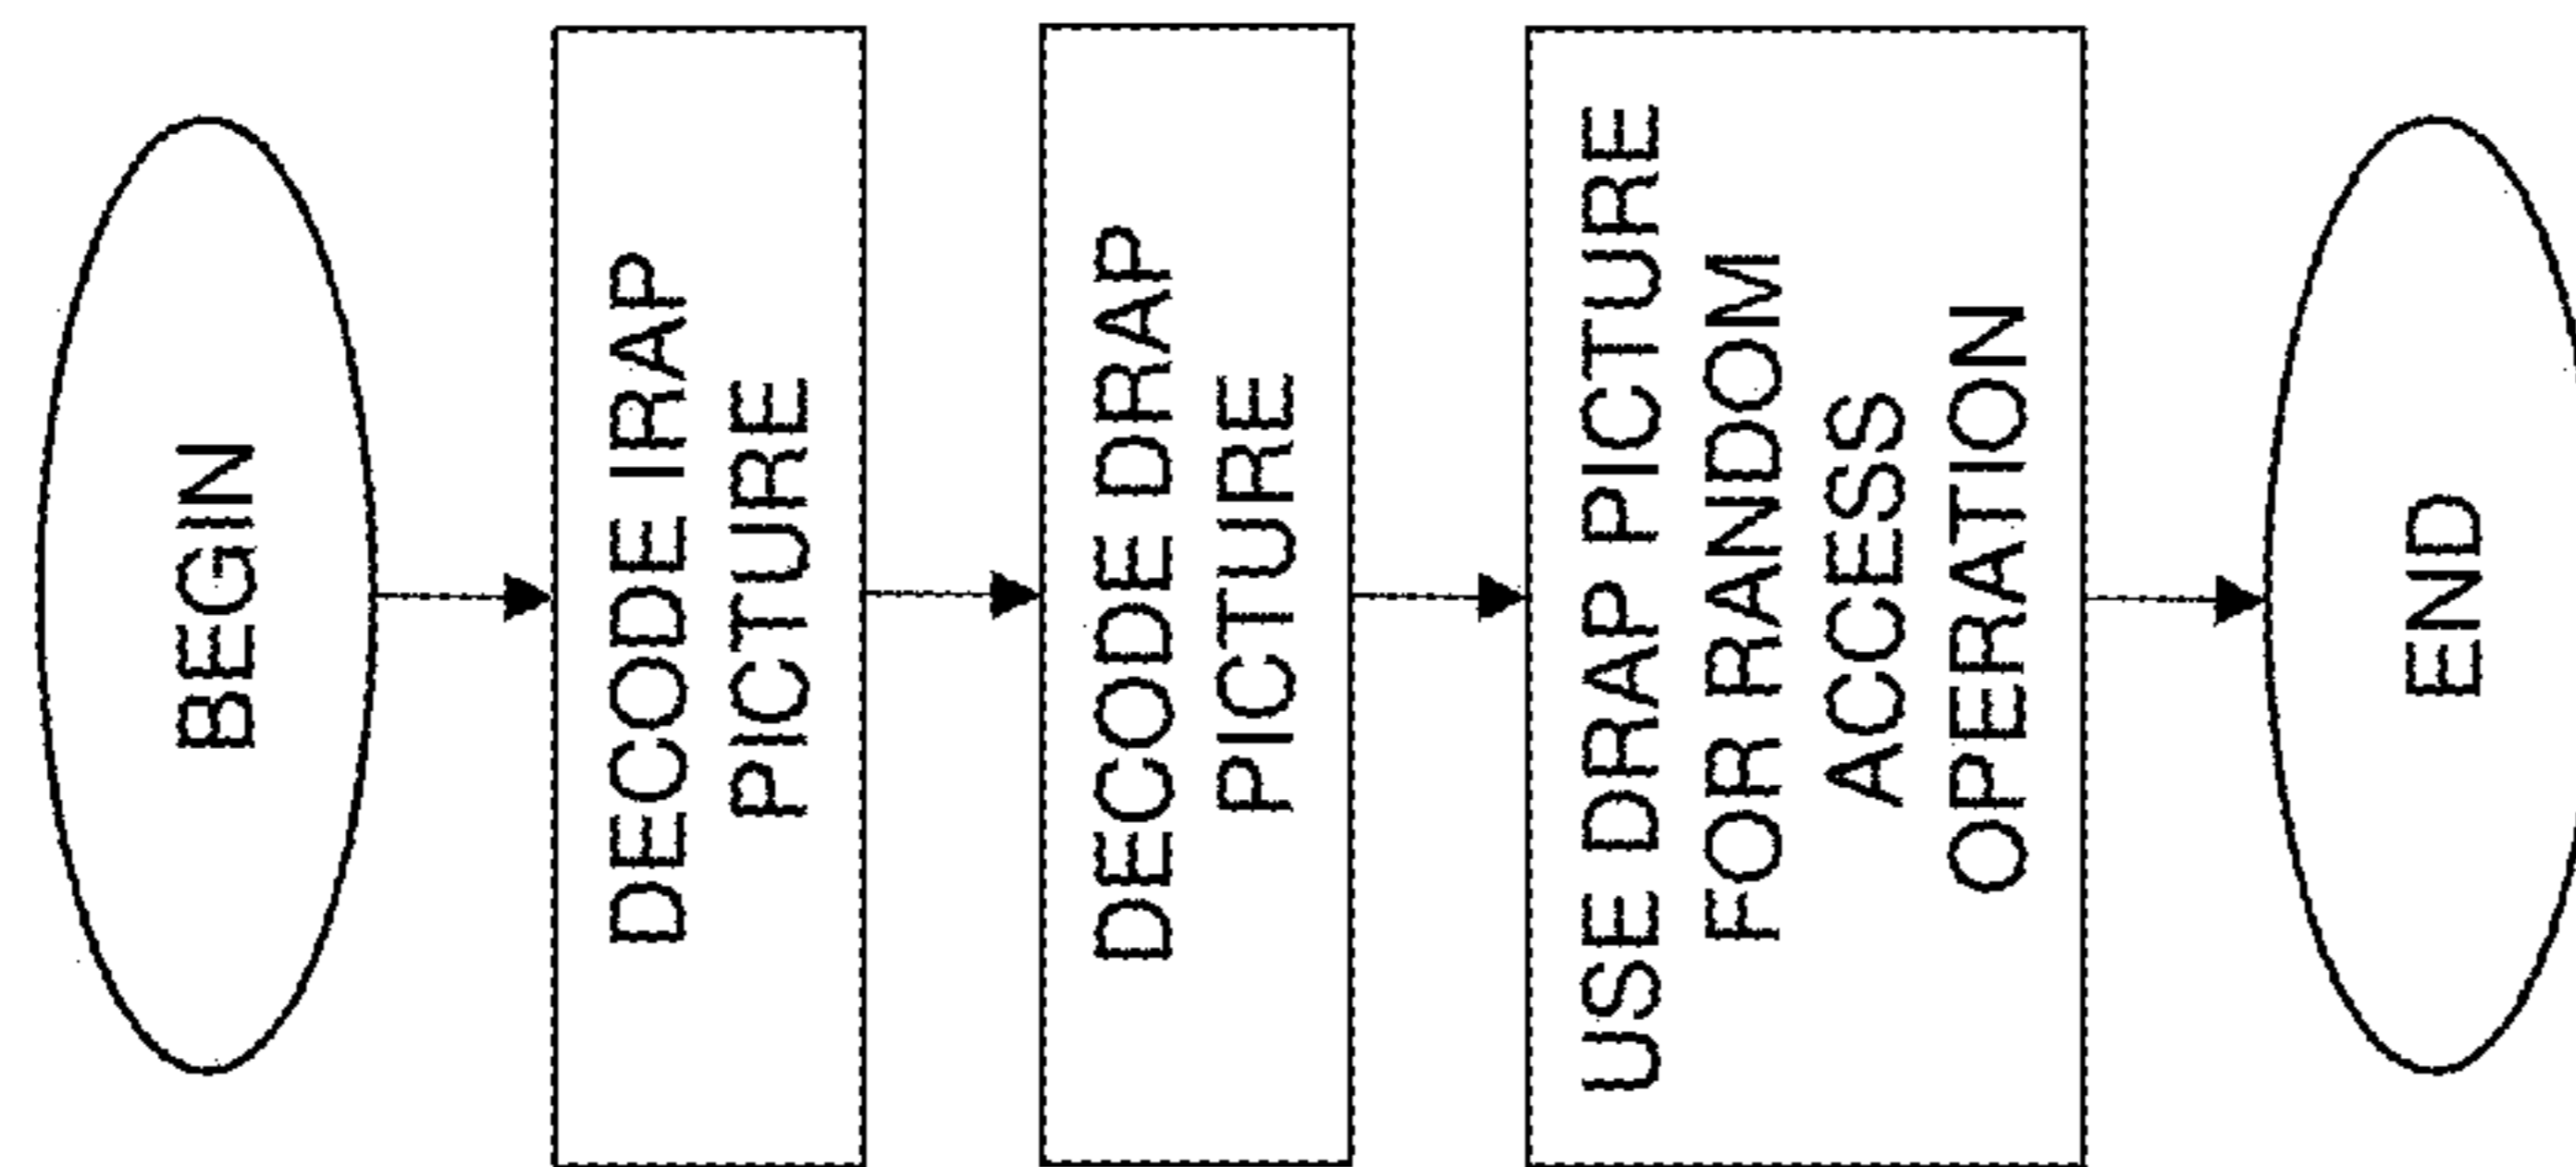 BEGIN
DECODE IRAP
PICTURE
DECODE DRAP
PICTURE
USE DRAP PICTURE
FOR RANDOM
ACCESS
OPERATION
END